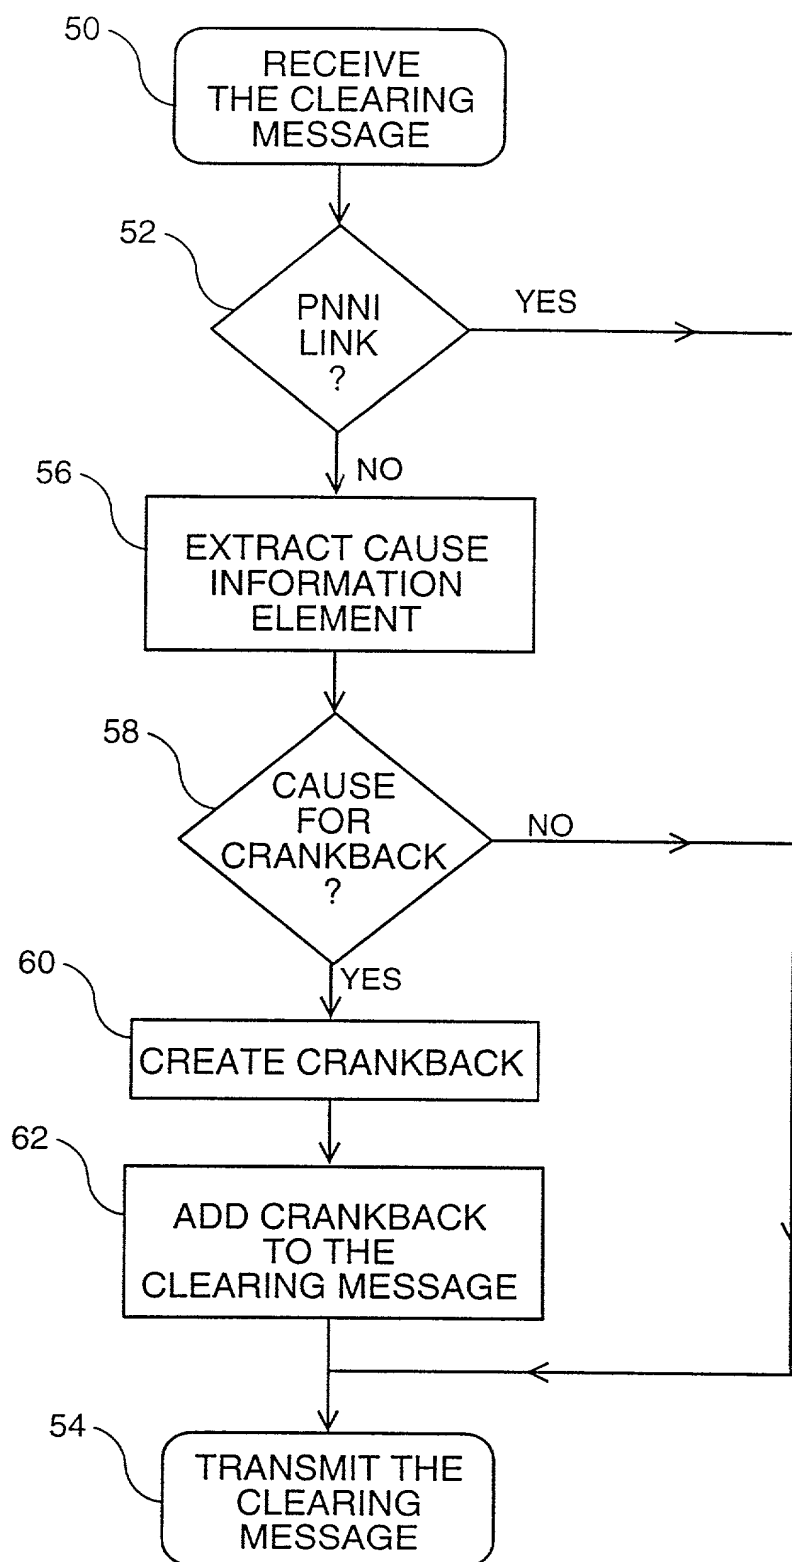 50
RECEIVE
THE CLEARING
MESSAGE
52
PNNI
LINK
?
YES
NO
56
EXTRACT CAUSE
INFORMATION
ELEMENT
58
CAUSE
FOR
CRANKBACK
?
NO
YES
60
CREATE CRANKBACK
62
ADD CRANKBACK
TO THE
CLEARING MESSAGE
54
TRANSMIT THE
CLEARING
MESSAGE